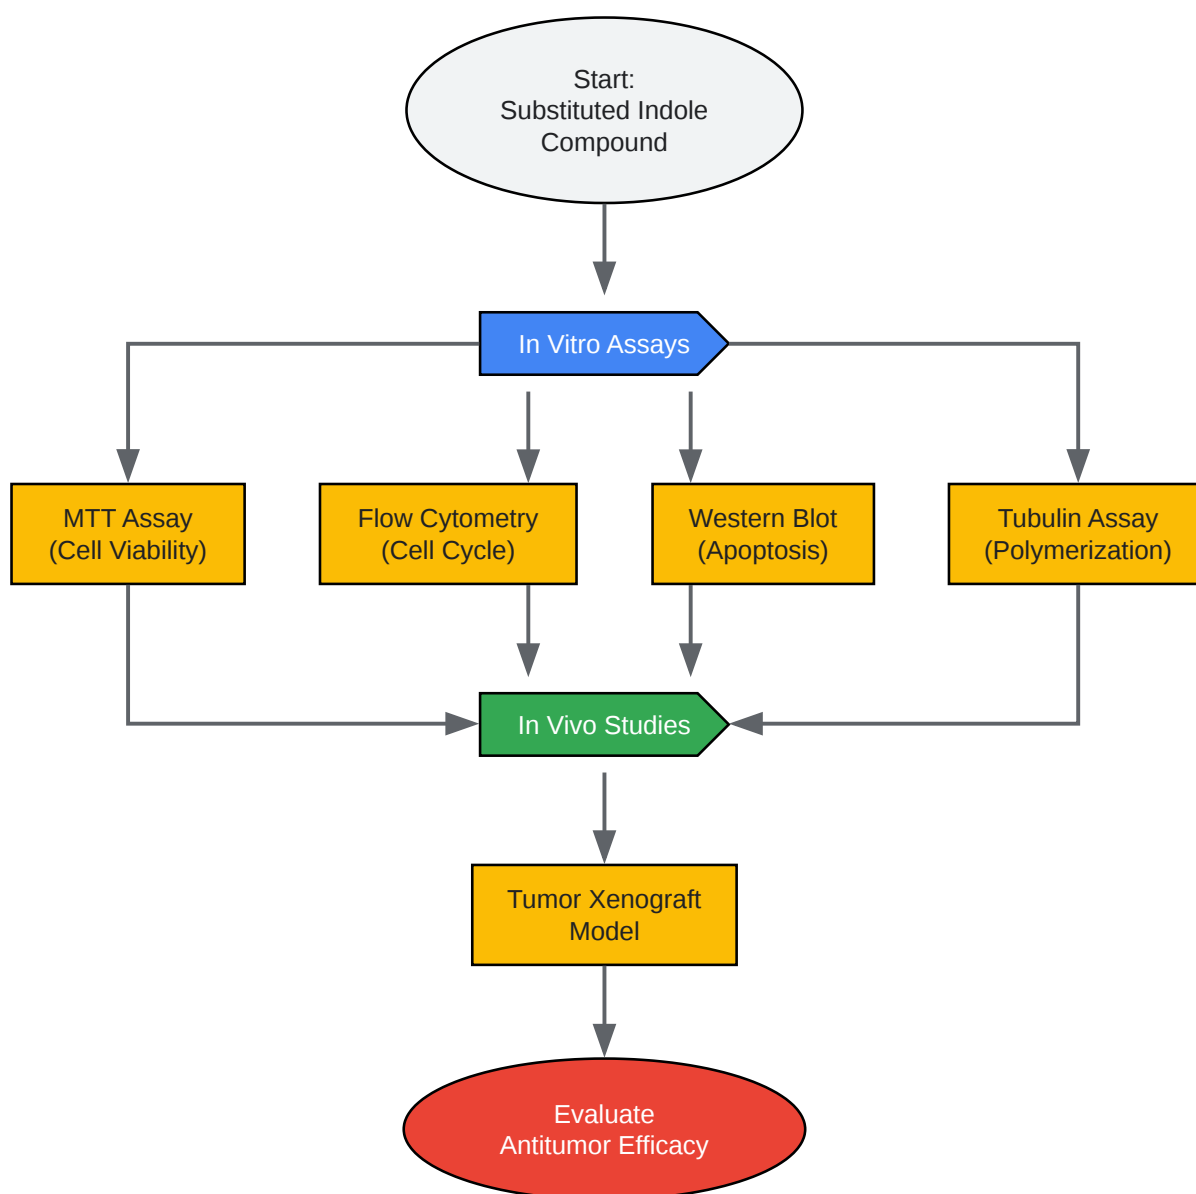 Start:
Substituted Indole
Compound
In Vitro Assays
MTT Assay
(Cell Viability)
Flow Cytometry
(Cell Cycle)
Western Blot
(Apoptosis)
Tubulin Assay
(Polymerization)
In Vivo Studies
Tumor Xenograft
Model
Evaluate
Antitumor Efficacy